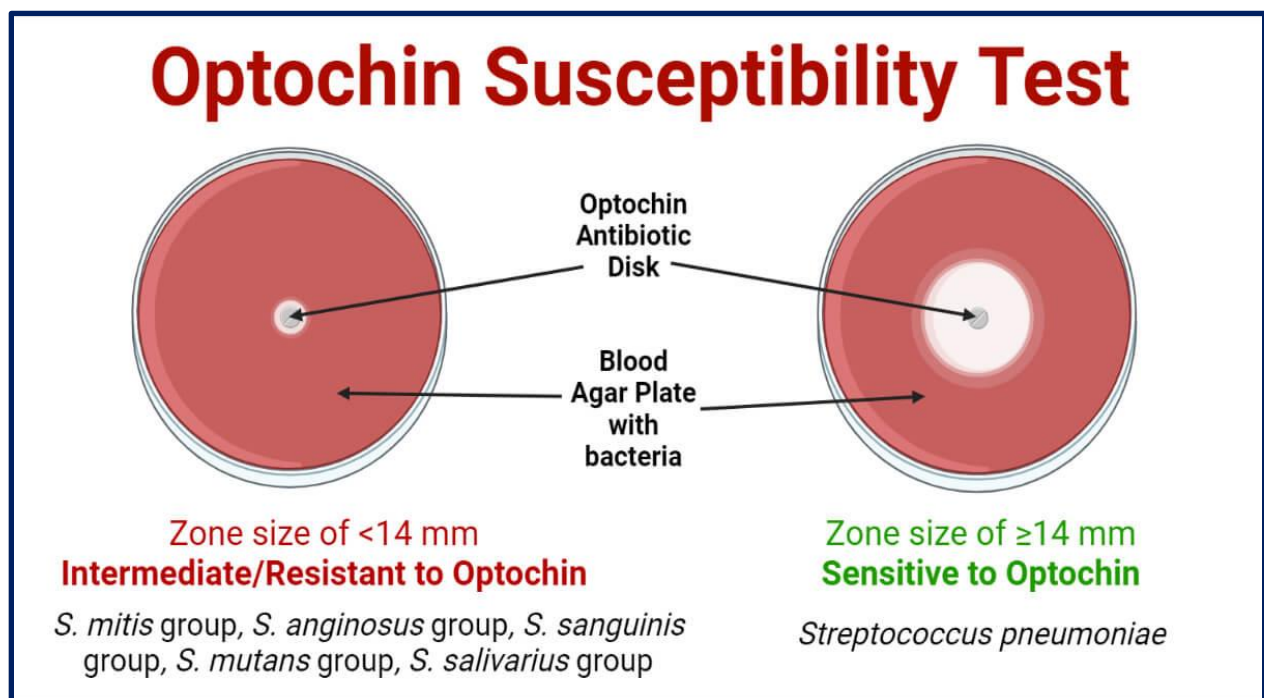 Optochin Susceptibility Test
Optochin
Antibiotic
Disk
Blood
Agar Plate
with
bacteria
Zone size of <14 mm
Intermediate/Resistant to Optochin
S. mitis group, S. anginosus group, S. sanguinis
group, S. mutans group, S. salivarius group
Zone size of ≥14 mm
Sensitive to Optochin
Streptococcus pneumoniae